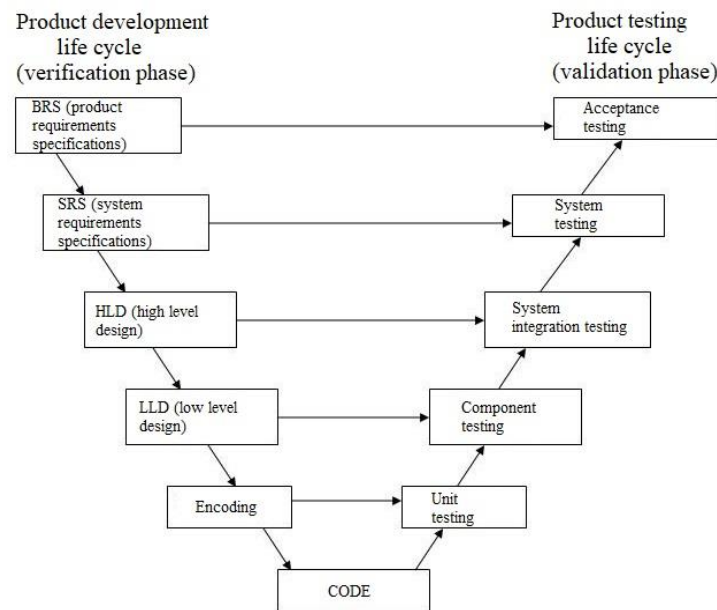 Product development
life cycle
(verification phase)
Product testing
life cycle
(validation phase)
BRS (product
requirements
specifications)
Acceptance
testing
SRS (system
requirements
specifications)
System
testing
HLD (high level
design)
System
integration testing
LLD (low level
design)
Component
testing
Encoding
Unit
testing
CODE